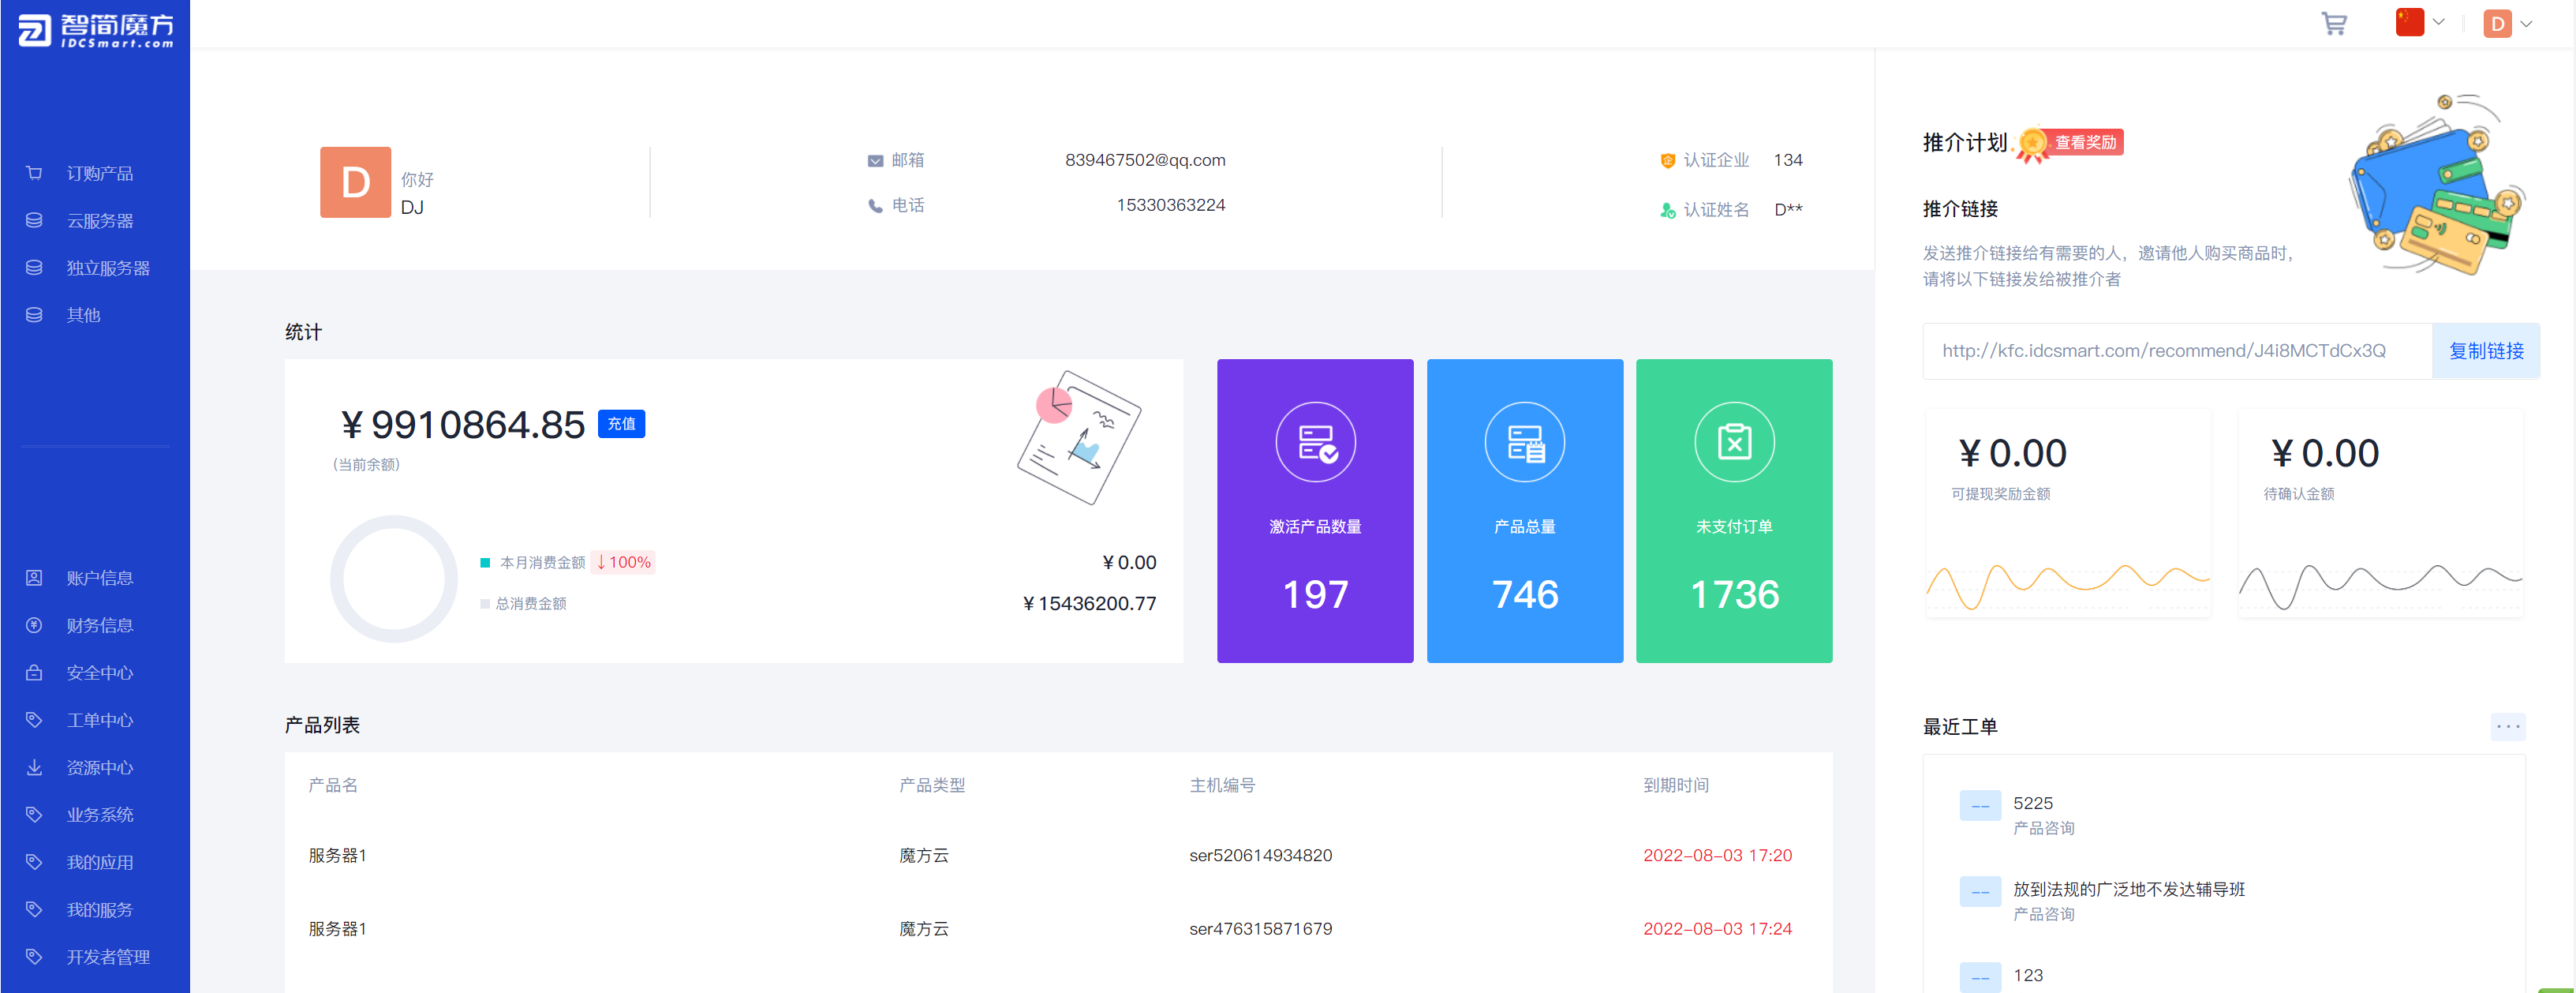 智简魔方
IDCSmart.com
D
订购产品
云服务器
独立服务器
其他
账户信息
财务信息
安全中心
工单中心
资源中心
业务系统
我的应用
我的服务
开发者管理
D
你好
DJ
邮箱 839467502@qq.com
电话 15330363224
认证企业 134
认证姓名 D**
统计
¥ 9910864.85 充值
(当前余额)
本月消费金额 ↓100% ¥ 0.00
总消费金额 ¥ 15436200.77
激活产品数量
197
产品总量
746
未支付订单
1736
产品列表
产品名 产品类型 主机编号 到期时间
服务器1 魔方云 ser520614934820 2022-08-03 17:20
服务器1 魔方云 ser476315871679 2022-08-03 17:24
推介计划 查看奖励
推介链接
发送推介链接给有需要的人，邀请他人购买商品时，
请将以下链接发给被推介者
http://kfc.idcsmart.com/recommend/J4i8MCTdCx3Q 复制链接
¥ 0.00
可提现奖励金额
¥ 0.00
待确认金额
最近工单 ···
-- 5225
产品咨询
-- 放到法规的广泛地不发达辅导班
产品咨询
-- 123